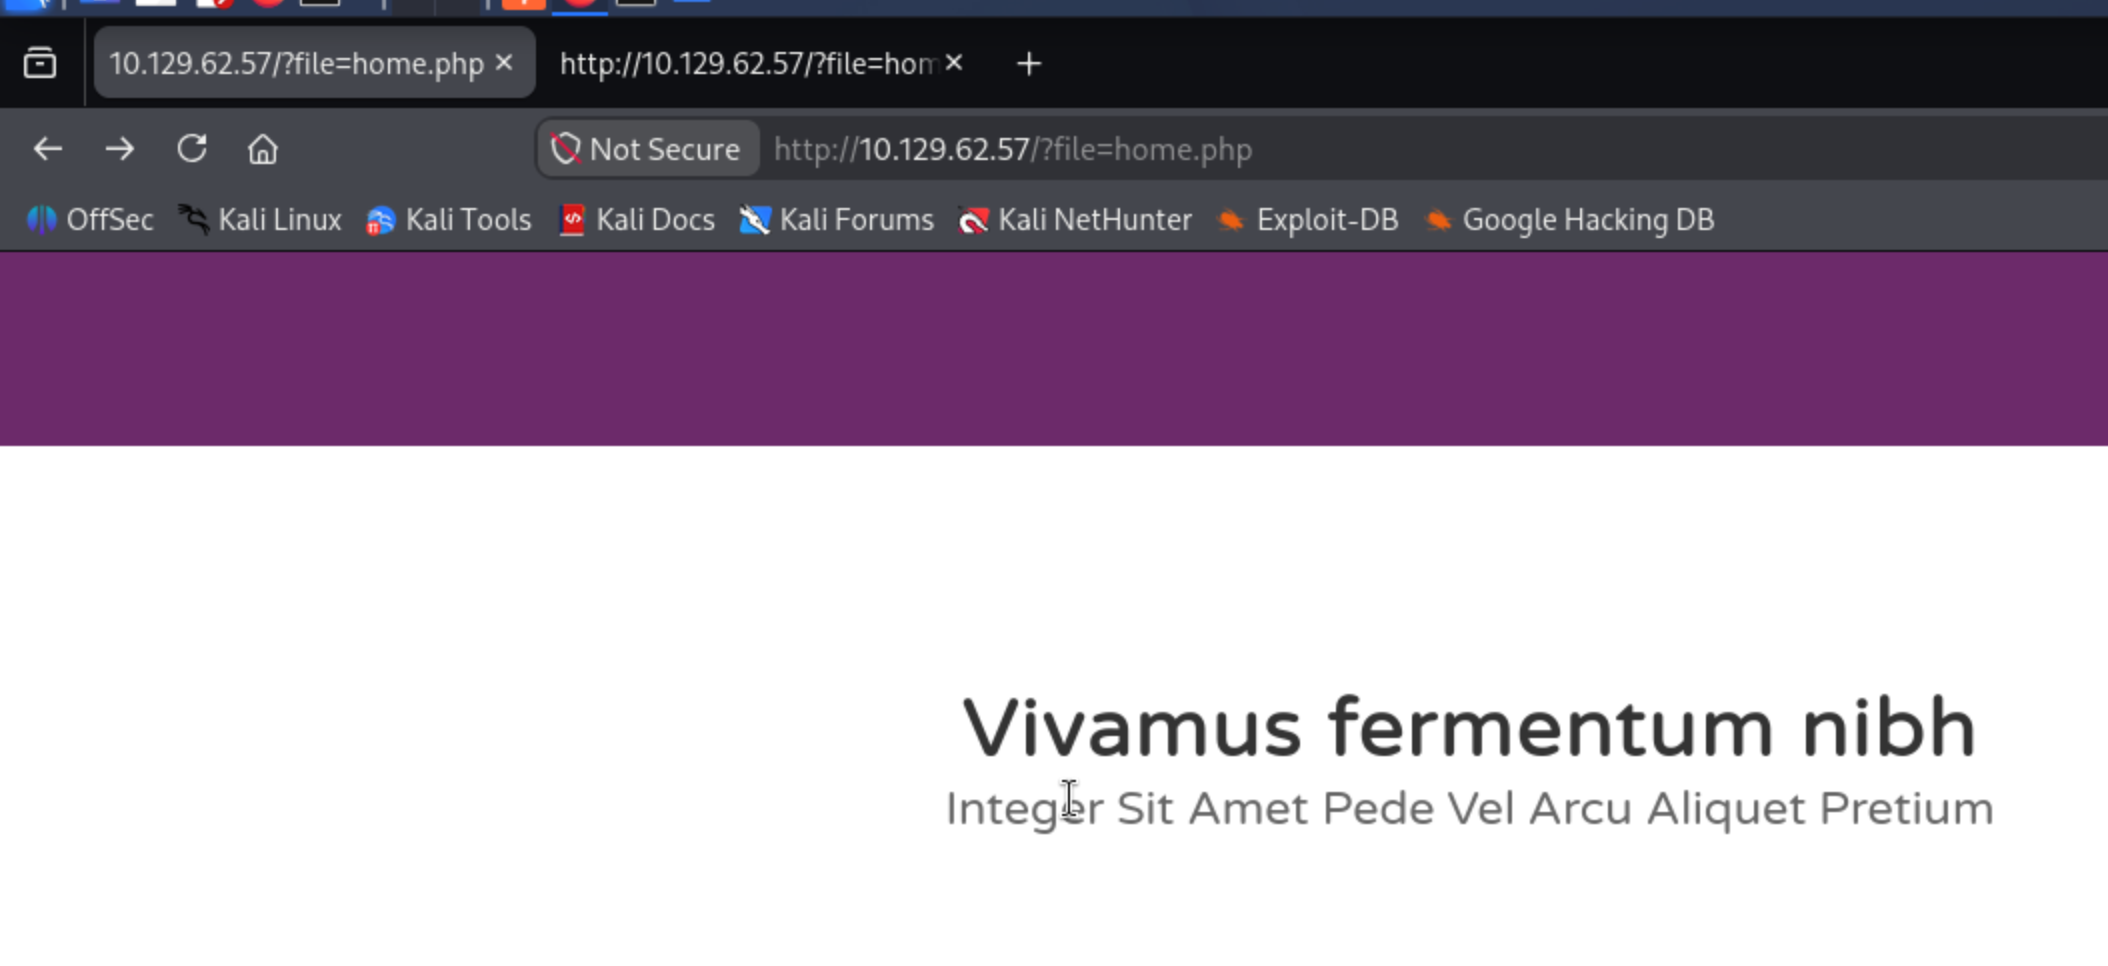 10.129.62.57/?file=home.php
http://10.129.62.57/?file=hom
Not Secure http://10.129.62.57/?file=home.php
OffSec Kali Linux Kali Tools Kali Docs Kali Forums Kali NetHunter Exploit-DB Google Hacking DB
Vivamus fermentum nibh
Integer Sit Amet Pede Vel Arcu Aliquet Pretium